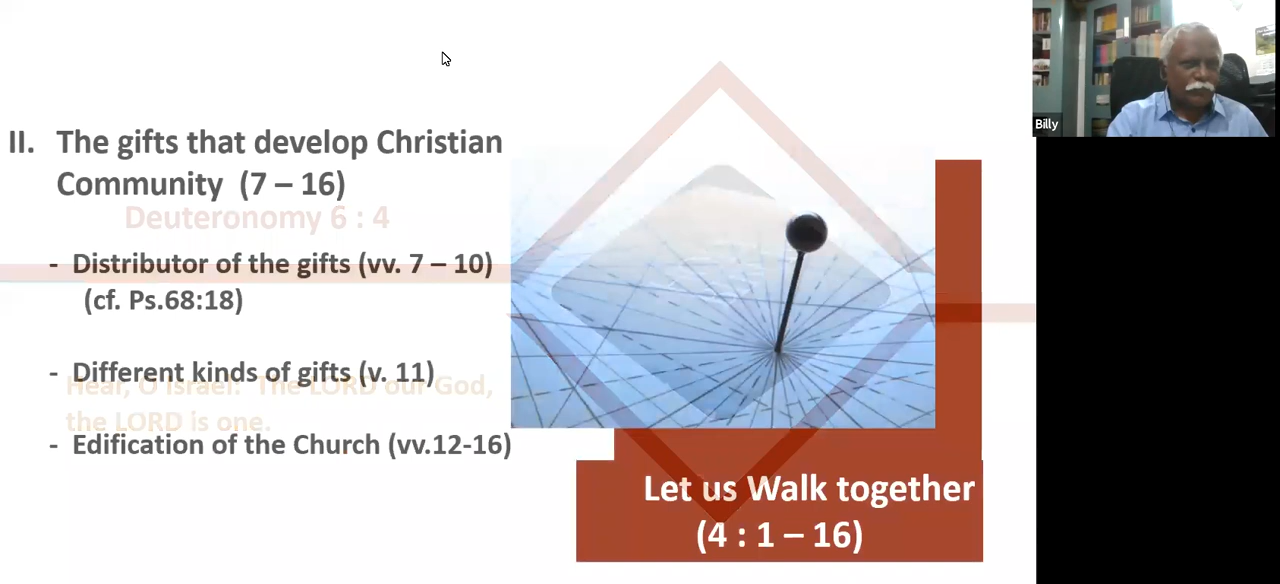 II. The gifts that develop Christian
Community (7 – 16)
Deuteronomy 6 : 4
- Distributor of the gifts (vv. 7 – 10)
(cf. Ps.68:18)
- Different kinds of gifts (v. 11)
Hear, O Israel: The LORD our God,
the LORD is one.
- Edification of the Church (vv.12-16)
Let us Walk together
(4 : 1 – 16)
Billy